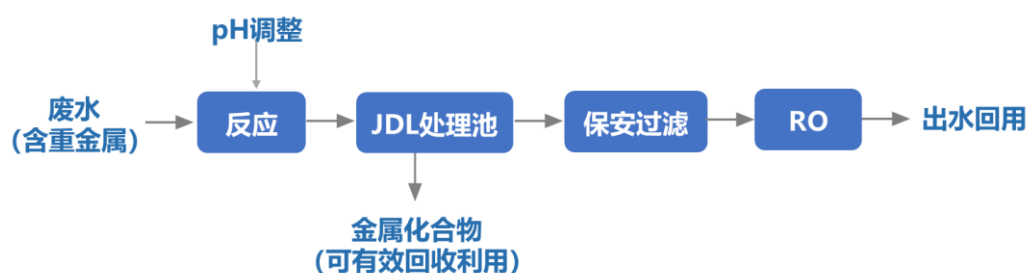 pH调整
废水
（含重金属）
反应
JDL处理池
保安过滤
RO
出水回用
金属化合物
（可有效回收利用）